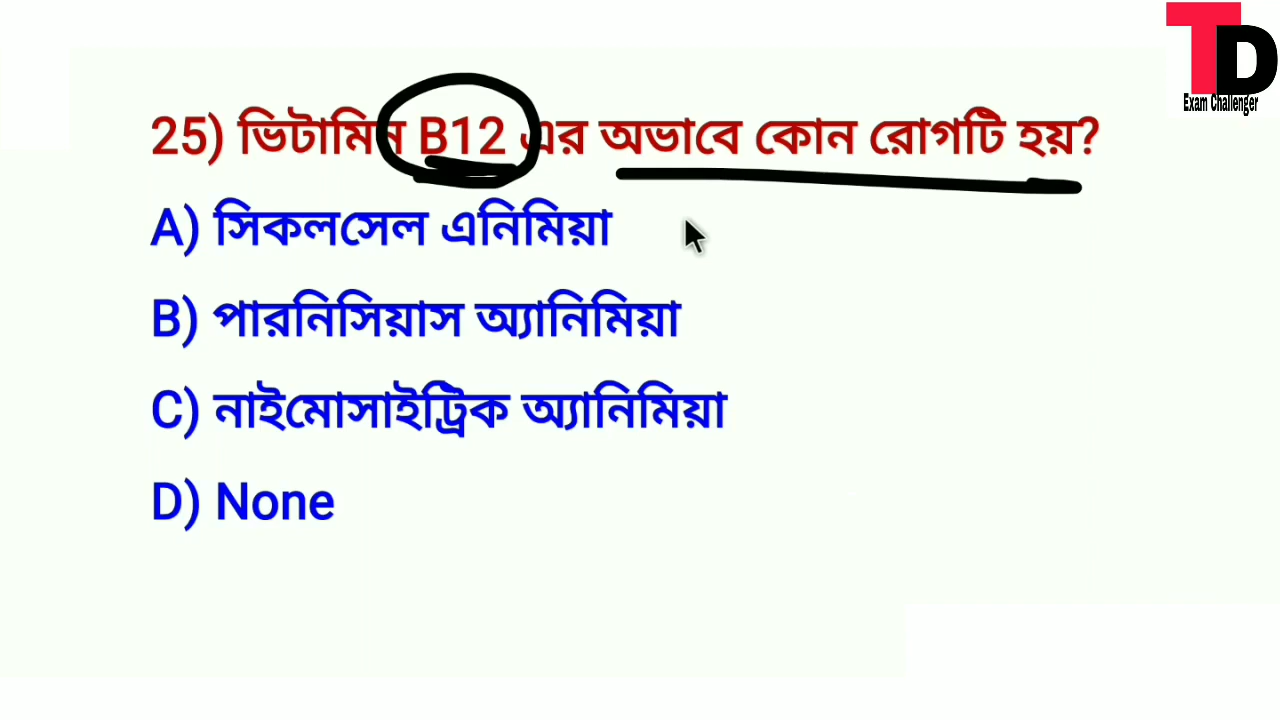 TD
Exam Challenger
25) ভিটামিন B12 এর অভাবে কোন রোগটি হয়?
A) সিকলসেল এনিমিয়া
B) পারনিসিয়াস অ্যানিমিয়া
C) নাইমোসাইট্রিক অ্যানিমিয়া
D) None